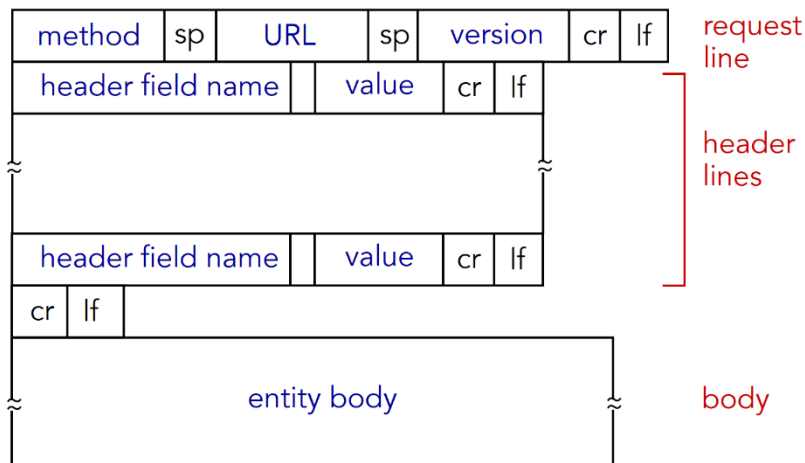 method sp URL sp version cr lf request line
header field name value cr lf
header lines
header field name value cr lf
cr lf
entity body body